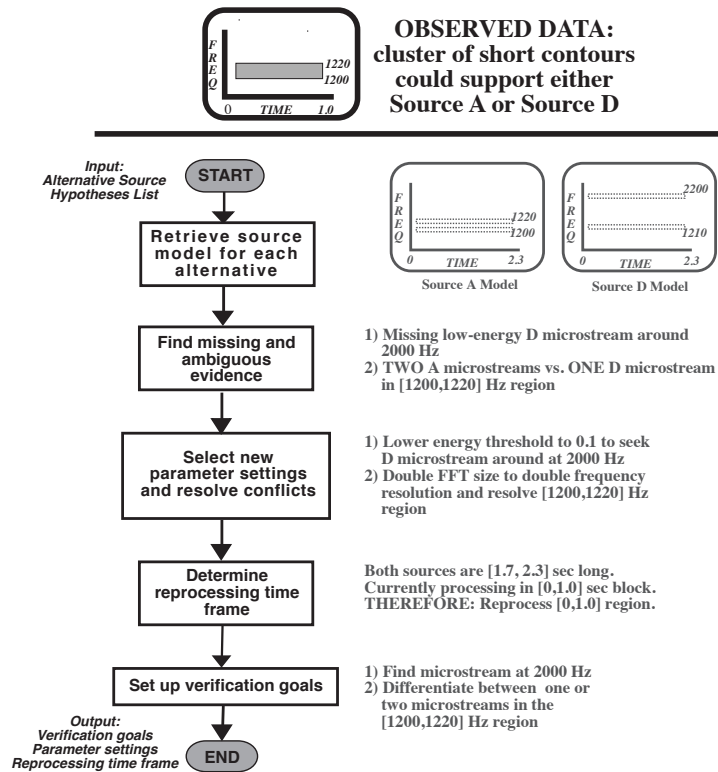 OBSERVED DATA:
cluster of short contours
could support either
Source A or Source D
F
R
E
Q
1220
1200
0 TIME 1.0
Input:
Alternative Source
Hypotheses List
START
Retrieve source
model for each
alternative
F
R
E
Q
1220
1200
0 TIME 2.3
Source A Model
F
R
E
Q
2200
1210
0 TIME 2.3
Source D Model
Find missing and
ambiguous
evidence
1) Missing low-energy D microstream around
2000 Hz
2) TWO A microstreams vs. ONE D microstream
in [1200,1220] Hz region
Select new
parameter settings
and resolve conflicts
1) Lower energy threshold to 0.1 to seek
D microstream around at 2000 Hz
2) Double FFT size to double frequency
resolution and resolve [1200,1220] Hz
region
Determine
reprocessing time
frame
Both sources are [1.7, 2.3] sec long.
Currently processing in [0,1.0] sec block.
THEREFORE: Reprocess [0,1.0] region.
Set up verification goals
1) Find microstream at 2000 Hz
2) Differentiate between one or
two microstreams in the
[1200,1220] Hz region
Output:
Verification goals
Parameter settings
Reprocessing time frame
END